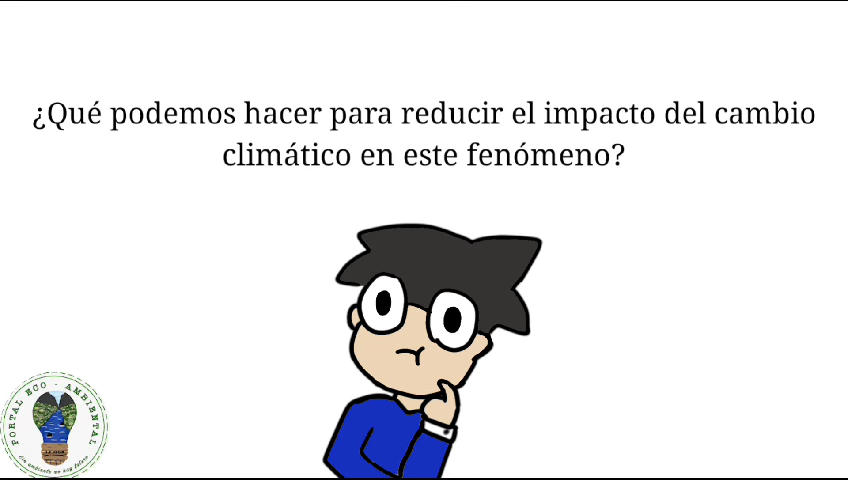 ¿Qué podemos hacer para reducir el impacto del cambio
climático en este fenómeno?
PORTAL ECO - AMBIENTAL